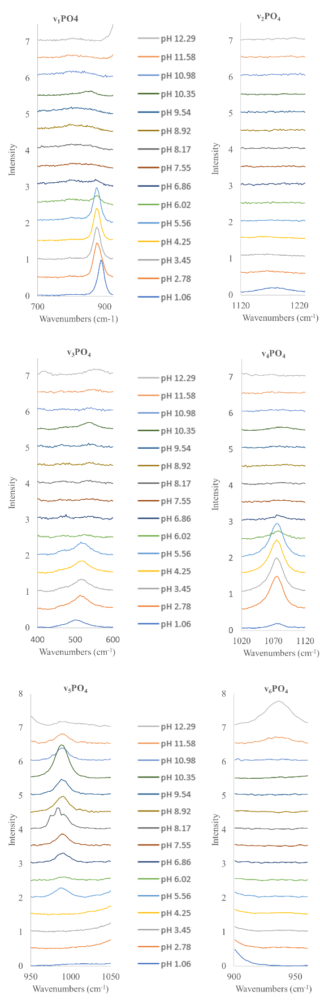 v₁PO4
v₂PO₄
7
6
5
4
3
2
1
0
Intensity
700
900
Wavenumbers (cm-1)
pH 12.29
pH 11.58
pH 10.98
pH 10.35
pH 9.54
pH 8.92
pH 8.17
pH 7.55
pH 6.86
pH 6.02
pH 5.56
pH 4.25
pH 3.45
pH 2.78
pH 1.06
7
6
5
4
3
2
1
0
Intensity
1120
1220
Wavenumbers (cm⁻¹)
v₃PO₄
v₄PO₄
7
6
5
4
3
2
1
0
Intensity
400
500
600
Wavenumbers (cm⁻¹)
pH 12.29
pH 11.58
pH 10.98
pH 10.35
pH 9.54
pH 8.92
pH 8.17
pH 7.55
pH 6.86
pH 6.02
pH 5.56
pH 4.25
pH 3.45
pH 2.78
pH 1.06
7
6
5
4
3
2
1
0
Intensity
1020
1070
1120
Wavenumbers (cm⁻¹)
v₅PO₄
v₆PO₄
8
7
6
5
4
3
2
1
0
Intensity
950
1000
1050
Wavenumbers (cm⁻¹)
pH 12.29
pH 11.58
pH 10.98
pH 10.35
pH 9.54
pH 8.92
pH 8.17
pH 7.55
pH 6.86
pH 6.02
pH 5.56
pH 4.25
pH 3.45
pH 2.78
pH 1.06
8
7
6
5
4
3
2
1
0
Intensity
900
950
Wavenumbers (cm⁻¹)